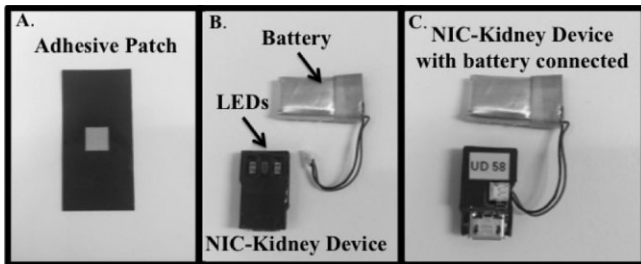 A.
Adhesive Patch
B.
Battery
LEDs
NIC-Kidney Device
C.
NIC-Kidney Device
with battery connected
UD 58